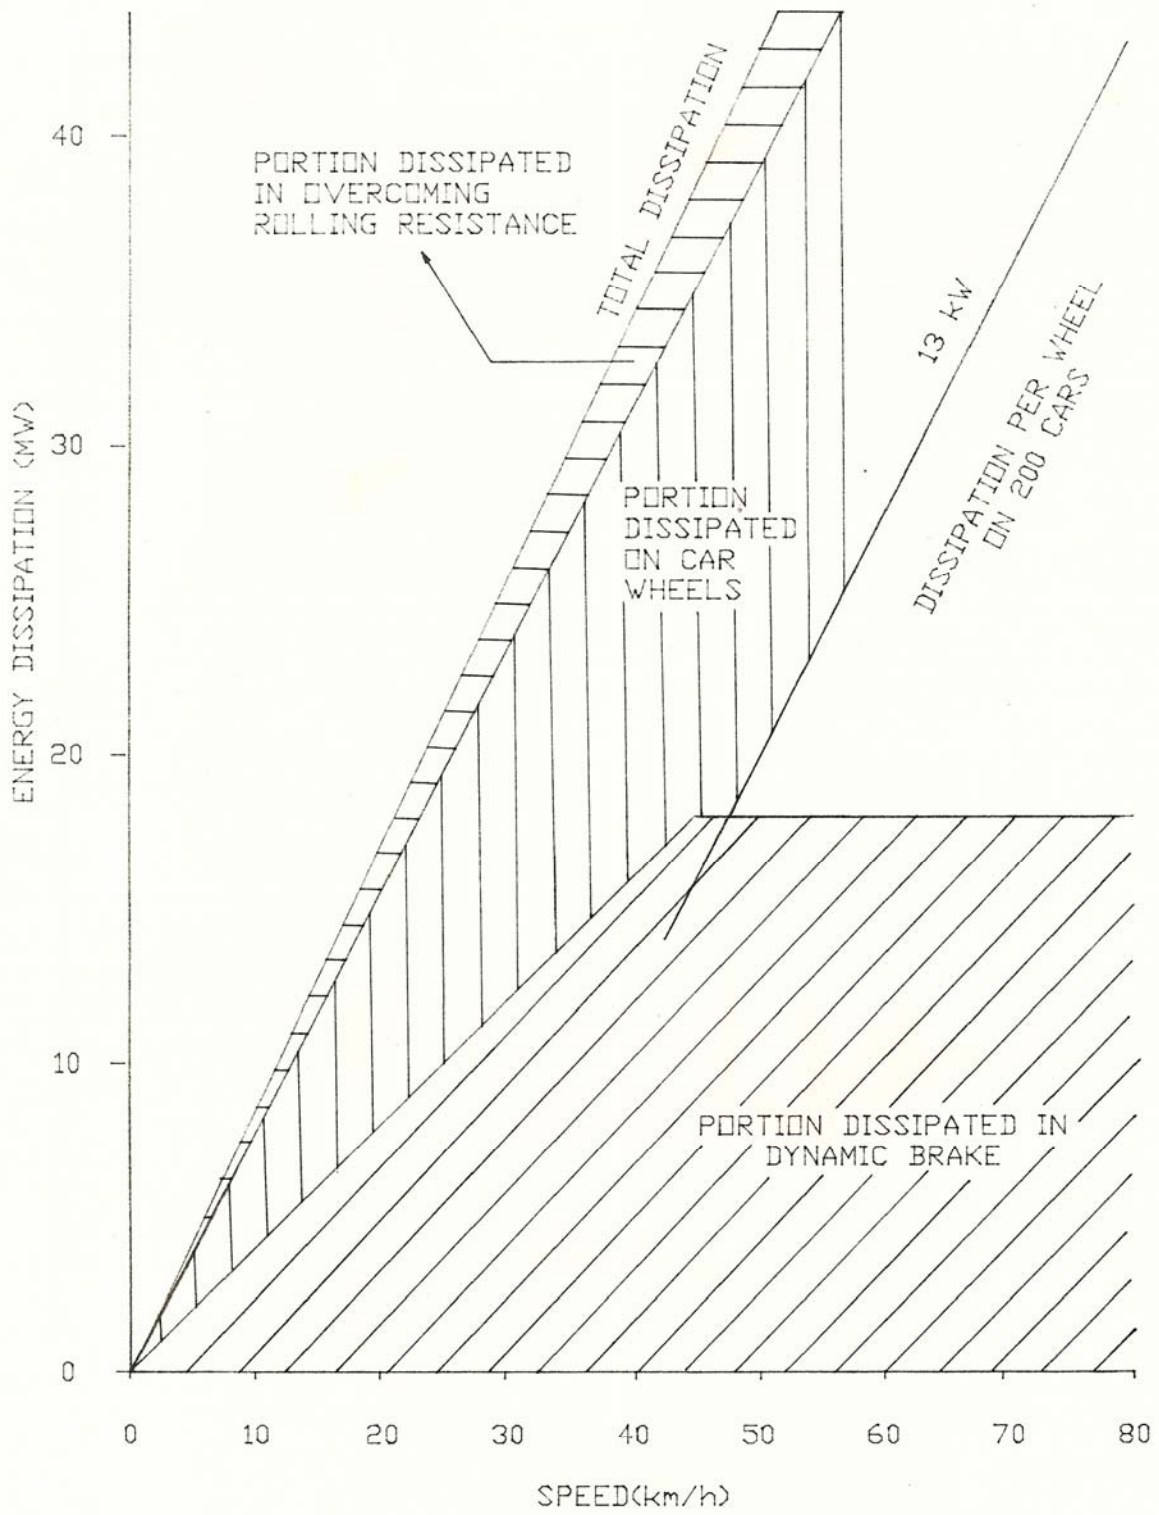 40
30
20
10
0
ENERGY DISSIPATION (MW)
PORTION DISSIPATED
IN OVERCOMING
ROLLING RESISTANCE
TOTAL DISSIPATION
13 kW
DISSIPATION PER WHEEL
ON 200 CARS
PORTION
DISSIPATED
ON CAR
WHEELS
PORTION DISSIPATED IN
DYNAMIC BRAKE
0 10 20 30 40 50 60 70 80
SPEED(km/h)